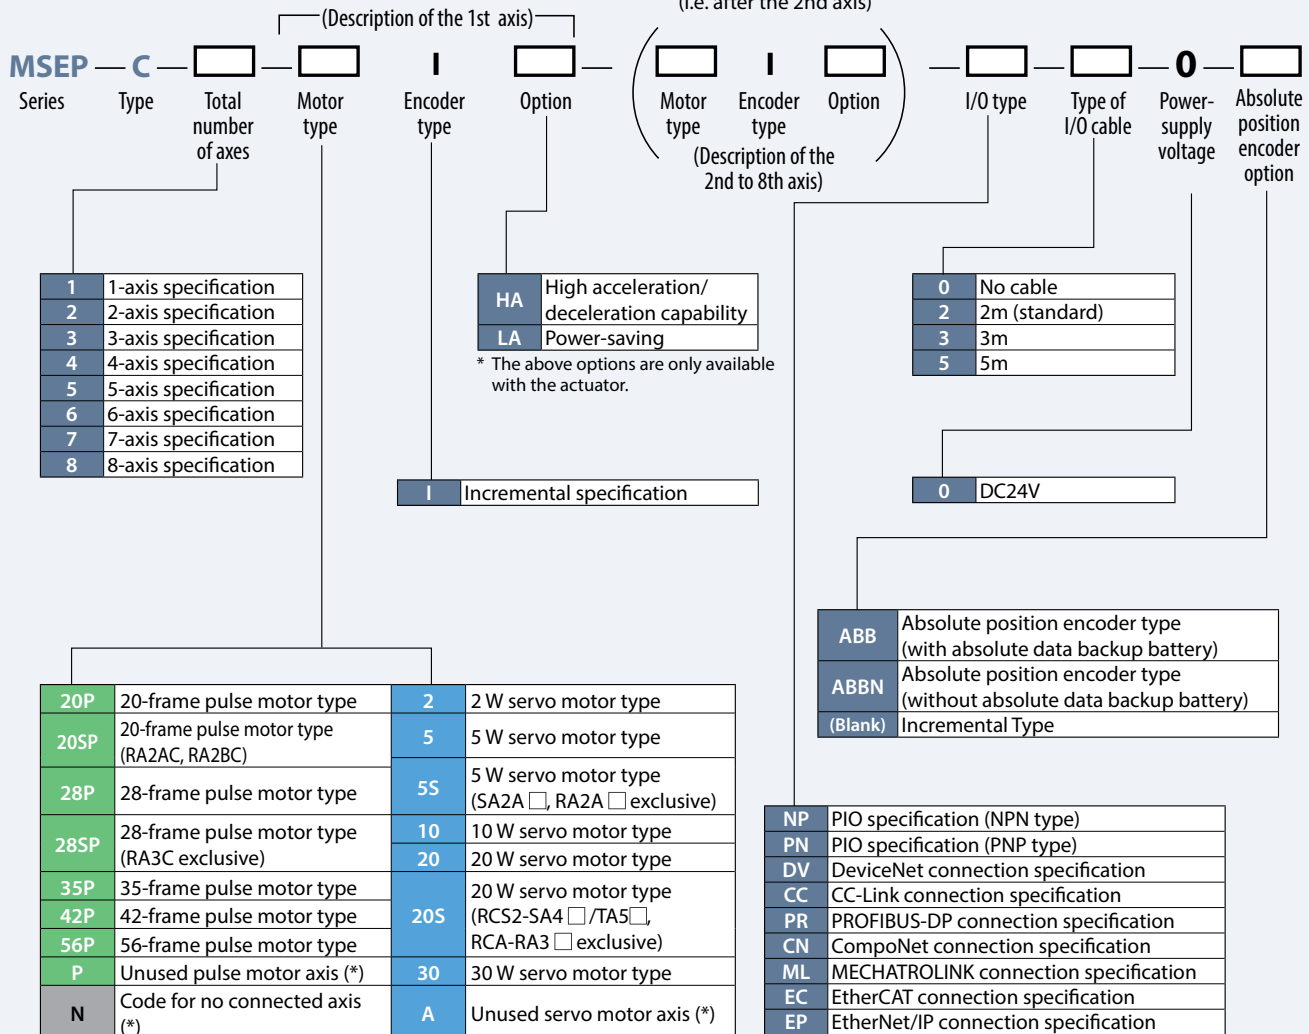 (i.e. after the 2nd axis)
(Description of the 1st axis)
MSEP — C — — I — ( I ) — — — 0 —
Series Type Total number of axes Motor type Encoder type Option Motor type Encoder type Option I/O type Type of I/O cable Power-supply voltage Absolute position encoder option
(Description of the
2nd to 8th axis)
1 1-axis specification
2 2-axis specification
3 3-axis specification
4 4-axis specification
5 5-axis specification
6 6-axis specification
7 7-axis specification
8 8-axis specification
HA High acceleration/
deceleration capability
LA Power-saving
* The above options are only available
with the actuator.
0 No cable
2 2m (standard)
3 3m
5 5m
I Incremental specification
0 DC24V
ABB Absolute position encoder type
(with absolute data backup battery)
ABBN Absolute position encoder type
(without absolute data backup battery)
(Blank) Incremental Type
20P 20-frame pulse motor type
20SP 20-frame pulse motor type
(RA2AC, RA2BC)
28P 28-frame pulse motor type
28SP 28-frame pulse motor type
(RA3C exclusive)
35P 35-frame pulse motor type
42P 42-frame pulse motor type
56P 56-frame pulse motor type
P Unused pulse motor axis (*)
N Code for no connected axis
(*)
2 2 W servo motor type
5 5 W servo motor type
5S 5 W servo motor type
(SA2A □, RA2A □ exclusive)
10 10 W servo motor type
20 20 W servo motor type
20S 20 W servo motor type
(RCS2-SA4 □ /TA5□,
RCA-RA3 □ exclusive)
30 30 W servo motor type
A Unused servo motor axis (*)
NP PIO specification (NPN type)
PN PIO specification (PNP type)
DV DeviceNet connection specification
CC CC-Link connection specification
PR PROFIBUS-DP connection specification
CN CompoNet connection specification
ML MECHATROLINK connection specification
EC EtherCAT connection specification
EP EtherNet/IP connection specification